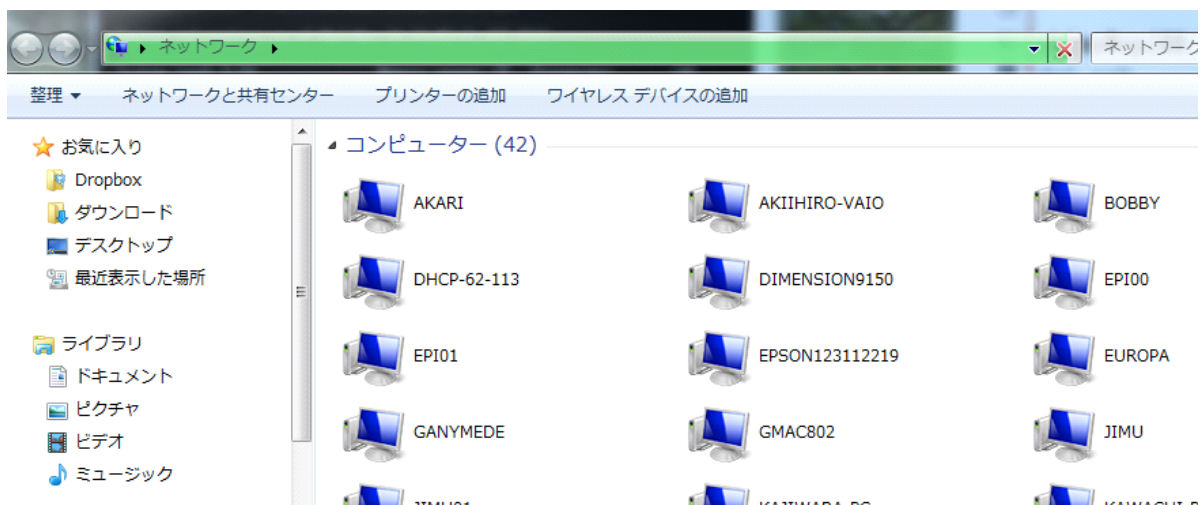 ネットワーク
ネットワーク
整理 ネットワークと共有センター プリンターの追加 ワイヤレス デバイスの追加
お気に入り
Dropbox
ダウンロード
デスクトップ
最近表示した場所
ライブラリ
ドキュメント
ピクチャ
ビデオ
ミュージック
コンピューター (42)
AKARI AKIIHIRO-VAIO BOBBY
DHCP-62-113 DIMENSION9150 EPI00
EPI01 EPSON123112219 EUROPA
GANYMEDE GMAC802 JIMU
JIMU01 KAJIWARA-PC